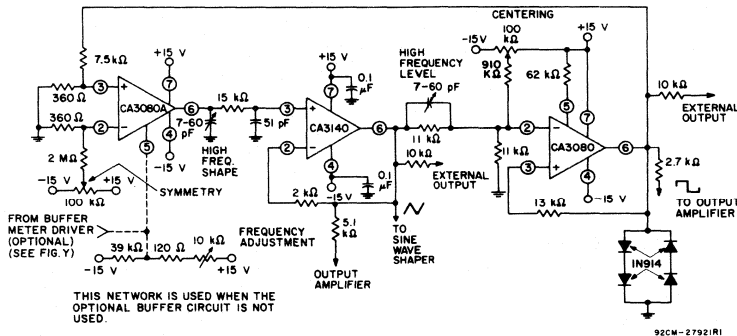 CENTERING
-15 V
100 kΩ
+15 V
7.5 kΩ
+15 V
+15 V
0.1 μF
HIGH FREQUENCY LEVEL
7-60 pF
910 KΩ
62 kΩ
10 kΩ
EXTERNAL OUTPUT
360 Ω
360 Ω
3
+
CA3080A
2
−
7
6
4
5
-15 V
15 kΩ
7-60 pF
HIGH FREQ. SHAPE
51 pF
3
+
CA3140
2
−
7
6
4
0.1 μF
-15 V
11 kΩ
10kΩ
EXTERNAL OUTPUT
11 kΩ
2
−
CA3080
3
+
5
7
6
4
-15 V
2.7 kΩ
TO OUTPUT AMPLIFIER
2 MΩ
-15 V
+15 V
SYMMETRY
100 kΩ
2 kΩ
5.1 kΩ
OUTPUT AMPLIFIER
TO SINE WAVE SHAPER
13 kΩ
1N914
FROM BUFFER METER DRIVER (OPTIONAL) (SEE FIG.Y)
39 kΩ
-15 V
120 Ω
10 kΩ
+15 V
FREQUENCY ADJUSTMENT
THIS NETWORK IS USED WHEN THE
OPTIONAL BUFFER CIRCUIT IS NOT
USED.
92CM-27921R1